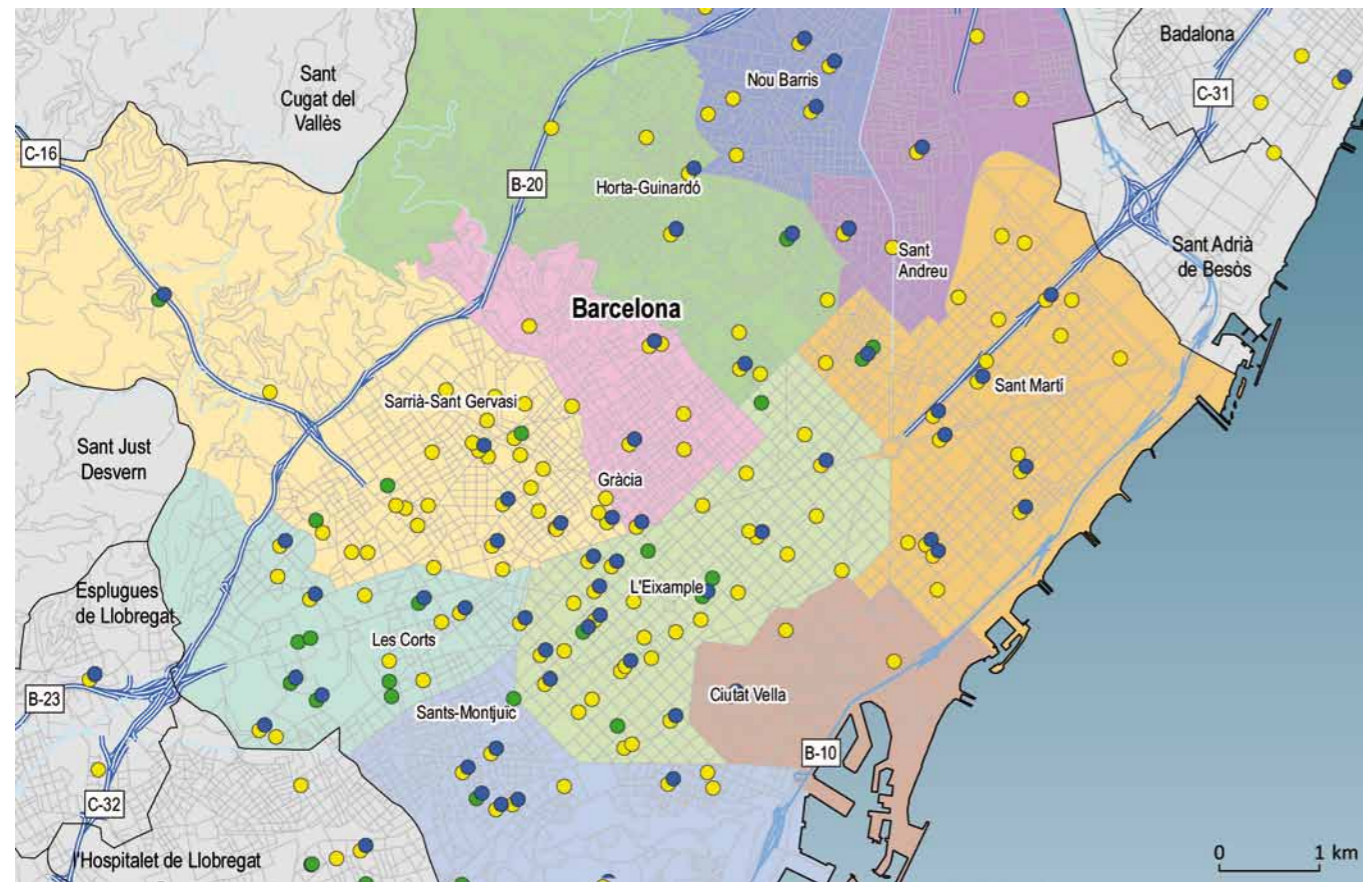 Badalona
Sant
Cugat del
Vallès
Nou Barris
C-31
C-16
B-20
Horta-Guinardó
Sant
Andreu
Sant Adrià
de Besòs
Barcelona
Sant Martí
Sarrià-Sant Gervasi
Sant Just
Desvern
Gràcia
Esplugues
de Llobregat
L'Eixample
Les Corts
B-23
Ciutat Vella
Sants-Montjuïc
B-10
C-32
l'Hospitalet de Llobregat
0 1 km